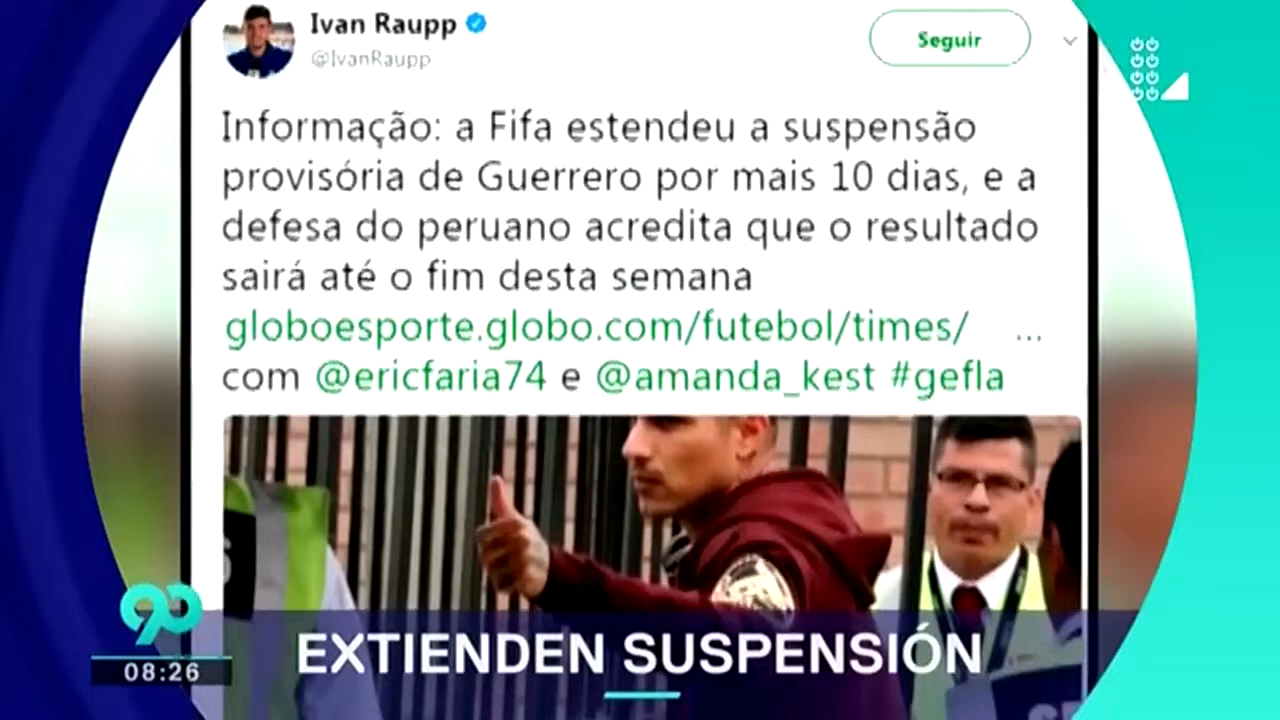 Ivan Raupp
@IvanRaupp
Seguir
Informação: a Fifa estendeu a suspensão
provisória de Guerrero por mais 10 dias, e a
defesa do peruano acredita que o resultado
sairá até o fim desta semana
globoesporte.globo.com/futebol/times/ ...
com @ericfaria74 e @amanda_kest #gefla
90
08:26
EXTIENDEN SUSPENSIÓN